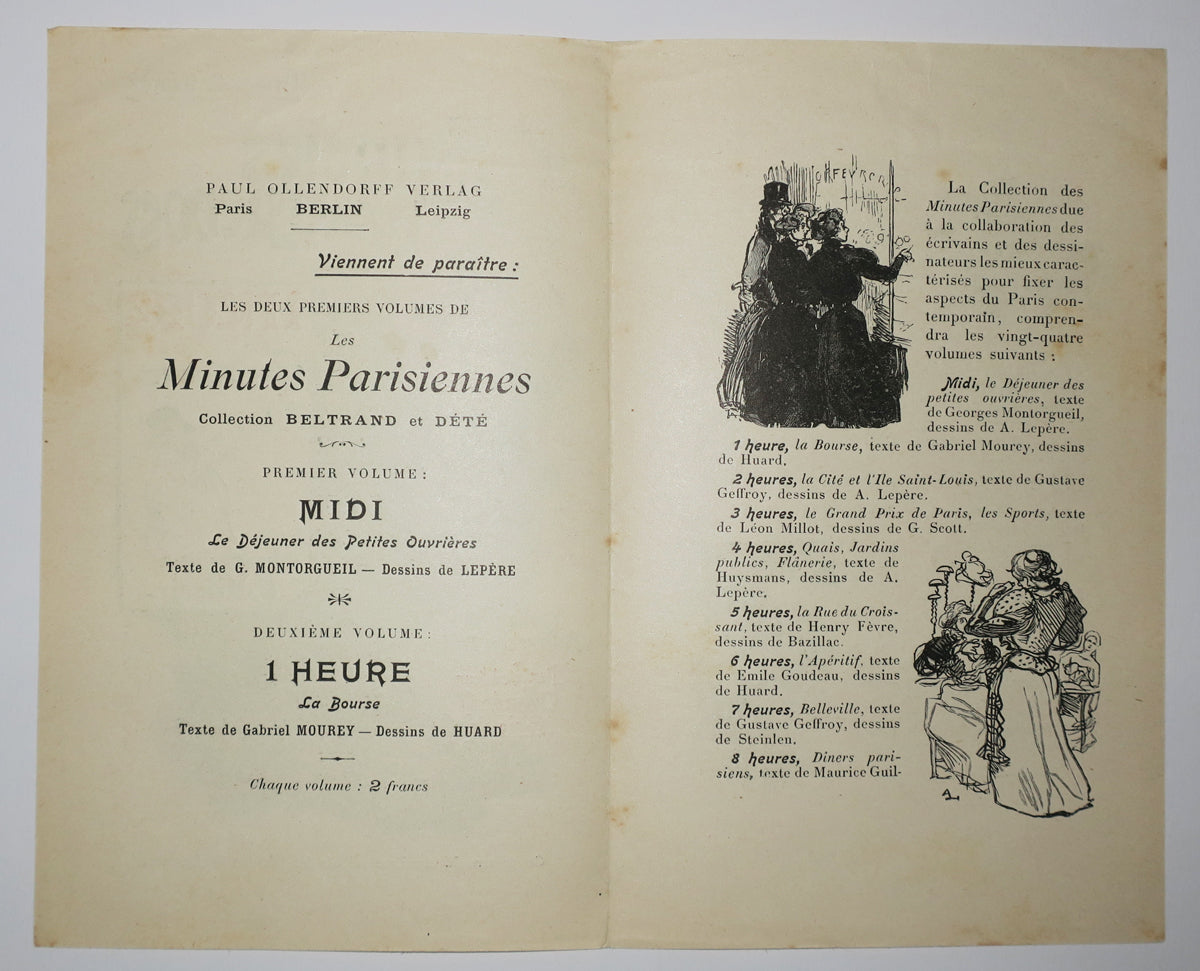 PAUL OLLENDORFF VERLAG
Paris BERLIN Leipzig
Viennent de paraître :
LES DEUX PREMIERS VOLUMES DE
Les
Minutes Parisiennes
Collection BELTRAND et DÉTÉ
PREMIER VOLUME :
MIDI
Le Déjeuner des Petites Ouvrières
Texte de G. MONTORGUEIL — Dessins de LEPÈRE
DEUXIÈME VOLUME :
1 HEURE
La Bourse
Texte de Gabriel MOUREY — Dessins de HUARD
Chaque volume : 2 francs
La Collection des
Minutes Parisiennes due
à la collaboration des
écrivains et des dessi-
nateurs les mieux carac-
térisés pour fixer les
aspects du Paris con-
temporain, compren-
dra les vingt-quatre
volumes suivants :
Midi, le Déjeuner des
petites ouvrières, texte
de Georges Montorgueil,
dessins de A. Lepère.
1 heure, la Bourse, texte de Gabriel Mourey, dessins
de Huard.
2 heures, la Cité et l'Ile Saint-Louis, texte de Gustave
Geffroy, dessins de A. Lepère.
3 heures, le Grand Prix de Paris, les Sports, texte
de Léon Millot, dessins de G. Scott.
4 heures, Quais, Jardins
publics, Flânerie, texte de
Huysmans, dessins de A.
Lepère.
5 heures, la Rue du Crois-
sant, texte de Henry Fèvre,
dessins de Bazillac.
6 heures, l'Apéritif, texte
de Emile Goudeau, dessins
de Huard.
7 heures, Belleville, texte
de Gustave Geffroy, dessins
de Steinlen.
8 heures, Dîners pari-
siens, texte de Maurice Guil-
AL